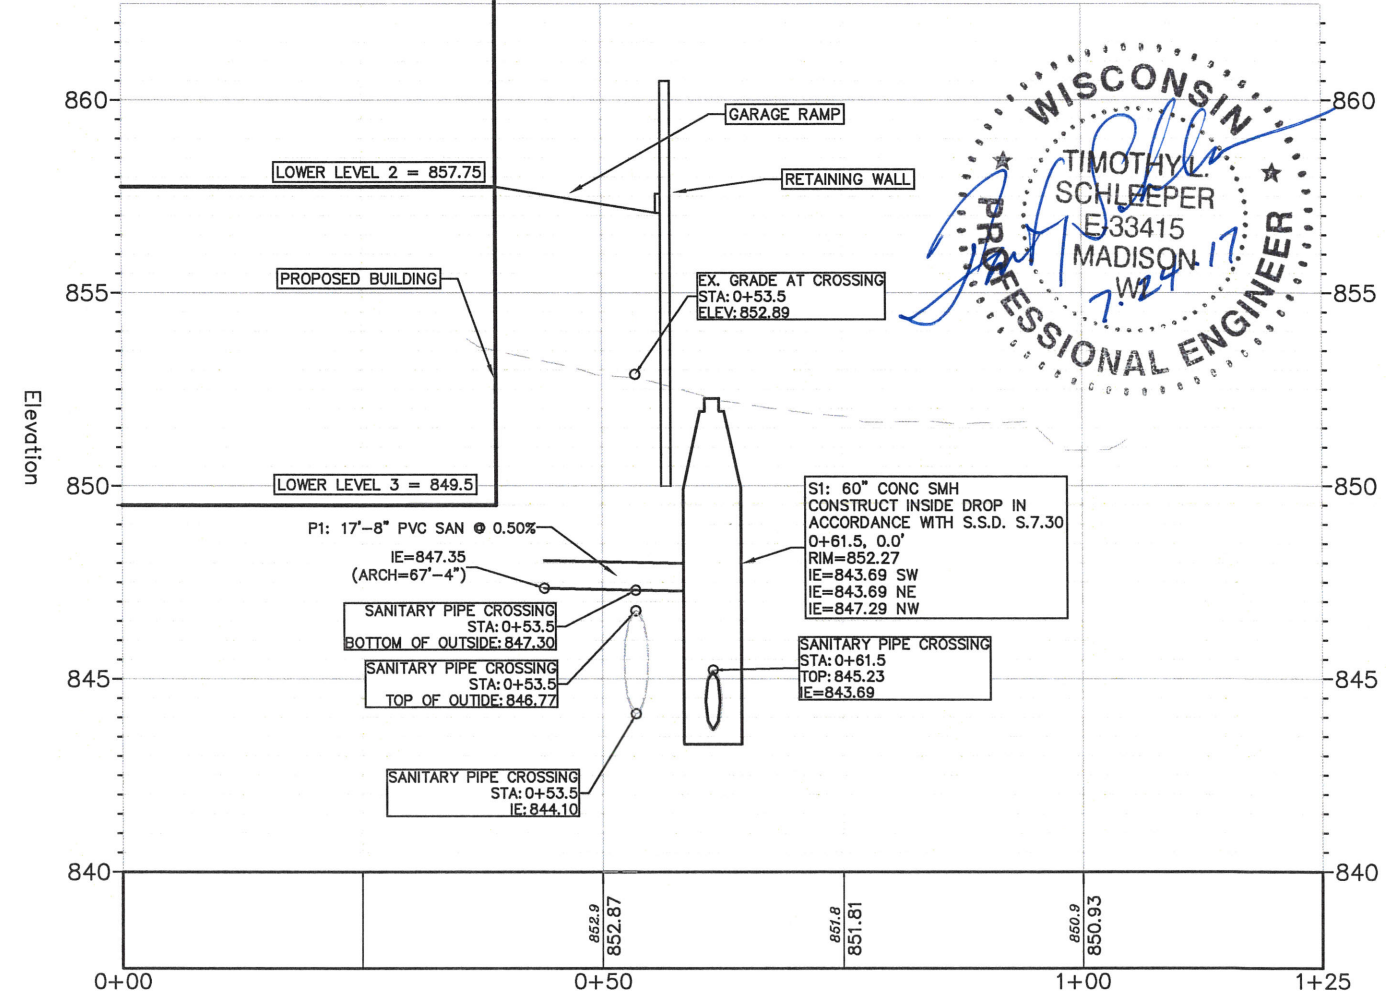 860
860
GARAGE RAMP
LOWER LEVEL 2 = 857.75
RETAINING WALL
WISCONSIN
TIMOTHY L.
SCHLEEPER
E-33415
MADISON
WI
PROFESSIONAL ENGINEER
7.24.17
PROPOSED BUILDING
EX. GRADE AT CROSSING
STA: 0+53.5
ELEV: 852.89
855
855
Elevation
850
850
LOWER LEVEL 3 = 849.5
P1: 17'-8" PVC SAN @ 0.50%
IE=847.35
(ARCH=67'-4")
S1: 60" CONC SMH
CONSTRUCT INSIDE DROP IN
ACCORDANCE WITH S.S.D. S.7.30
0+61.5, 0.0'
RIM=852.27
IE=843.69 SW
IE=843.69 NE
IE=847.29 NW
SANITARY PIPE CROSSING
STA: 0+53.5
BOTTOM OF OUTSIDE: 847.30
SANITARY PIPE CROSSING
STA: 0+53.5
TOP OF OUTIDE: 846.77
SANITARY PIPE CROSSING
STA: 0+61.5
TOP: 845.23
IE=843.69
845
845
SANITARY PIPE CROSSING
STA: 0+53.5
IE: 844.10
840
840
852.9
852.87
851.8
851.81
850.9
850.93
0+00
0+50
1+00
1+25